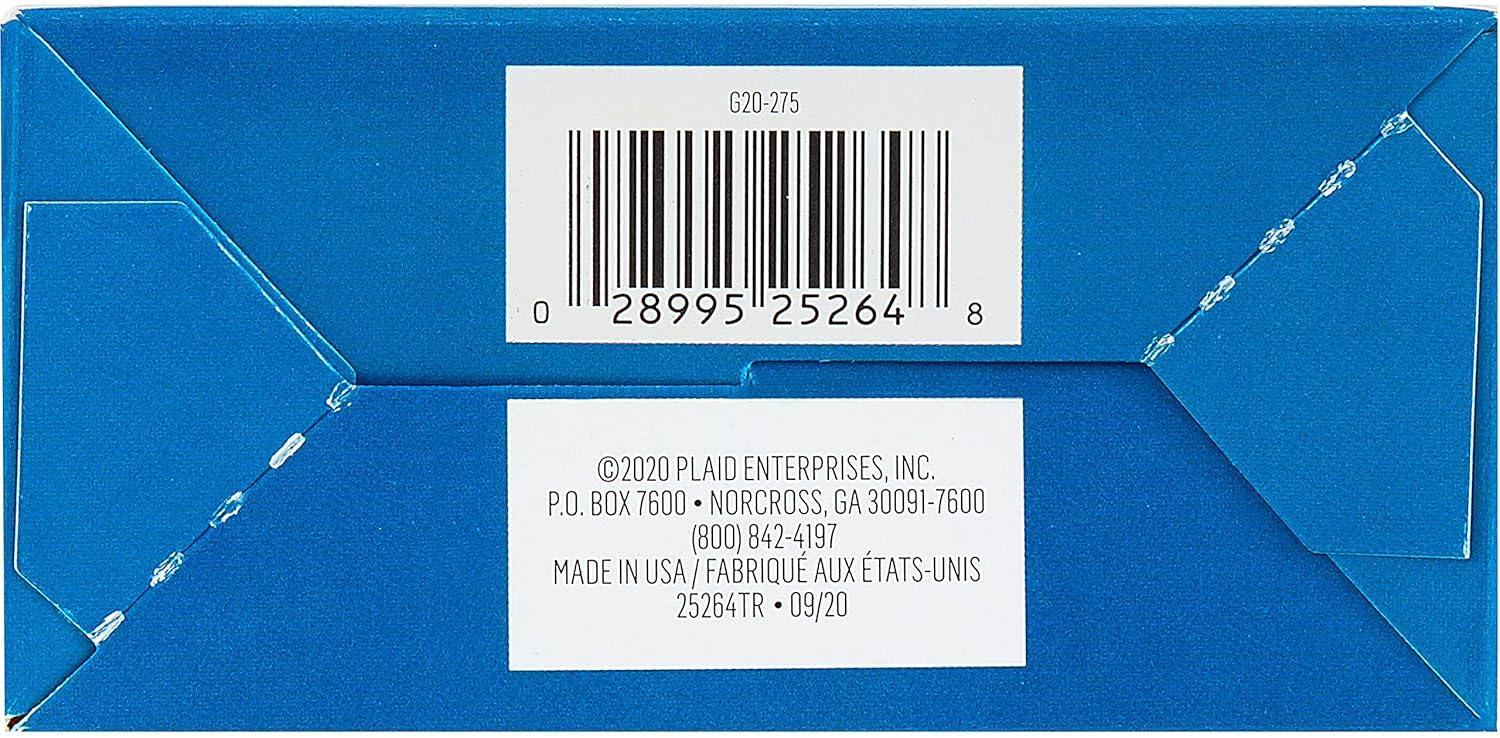 G20-275
0 28995 25264 8
©2020 PLAID ENTERPRISES, INC.
P.O. BOX 7600 • NORCROSS, GA 30091-7600
(800) 842-4197
MADE IN USA / FABRIQUÉ AUX ÉTATS-UNIS
25264TR • 09/20